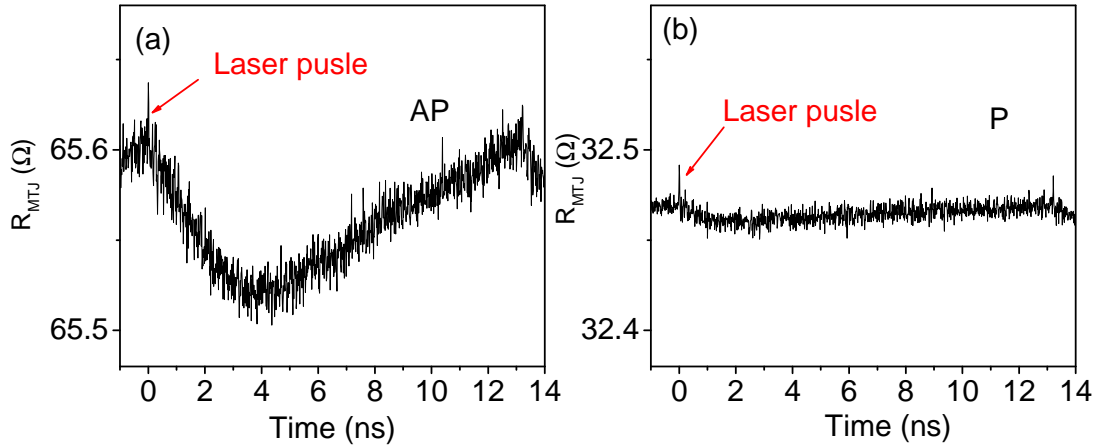 (a)
Laser pusle
AP
65.6
65.5
R_MTJ (Ω)
0 2 4 6 8 10 12 14
Time (ns)
(b)
Laser pusle
P
32.5
32.4
R_MTJ (Ω)
0 2 4 6 8 10 12 14
Time (ns)